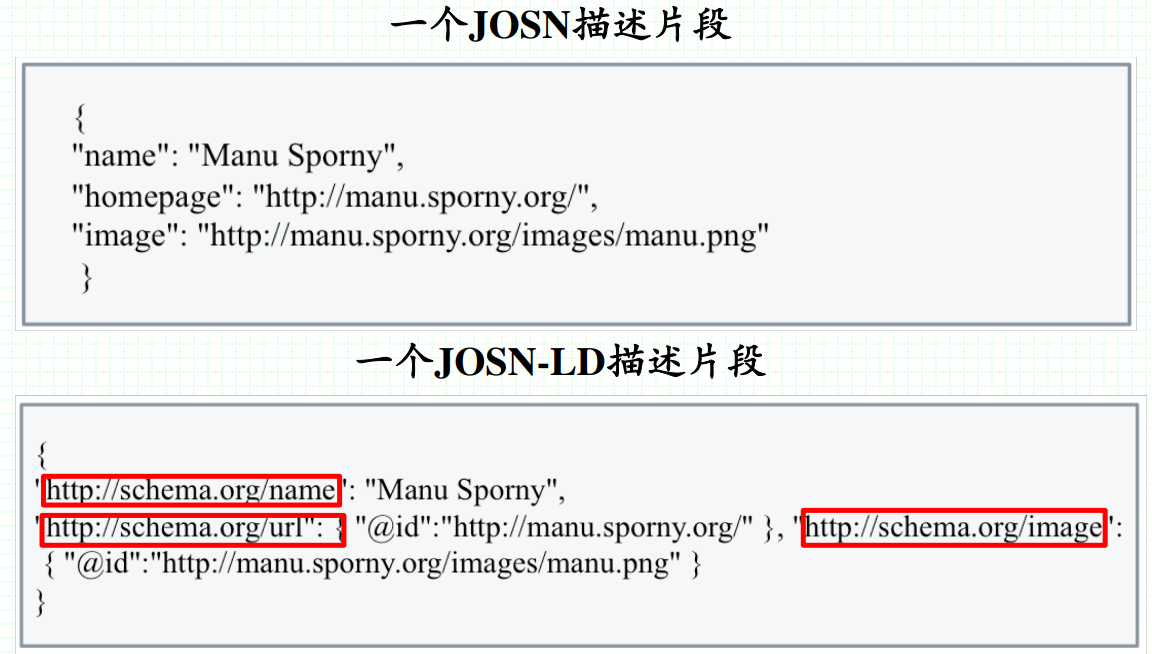 一个JOSN描述片段
{
"name": "Manu Sporny",
"homepage": "http://manu.sporny.org/",
"image": "http://manu.sporny.org/images/manu.png"
}
一个JOSN-LD描述片段
{
"http://schema.org/name": "Manu Sporny",
"http://schema.org/url": { "@id":"http://manu.sporny.org/" }, "http://schema.org/image":
{ "@id":"http://manu.sporny.org/images/manu.png" }
}